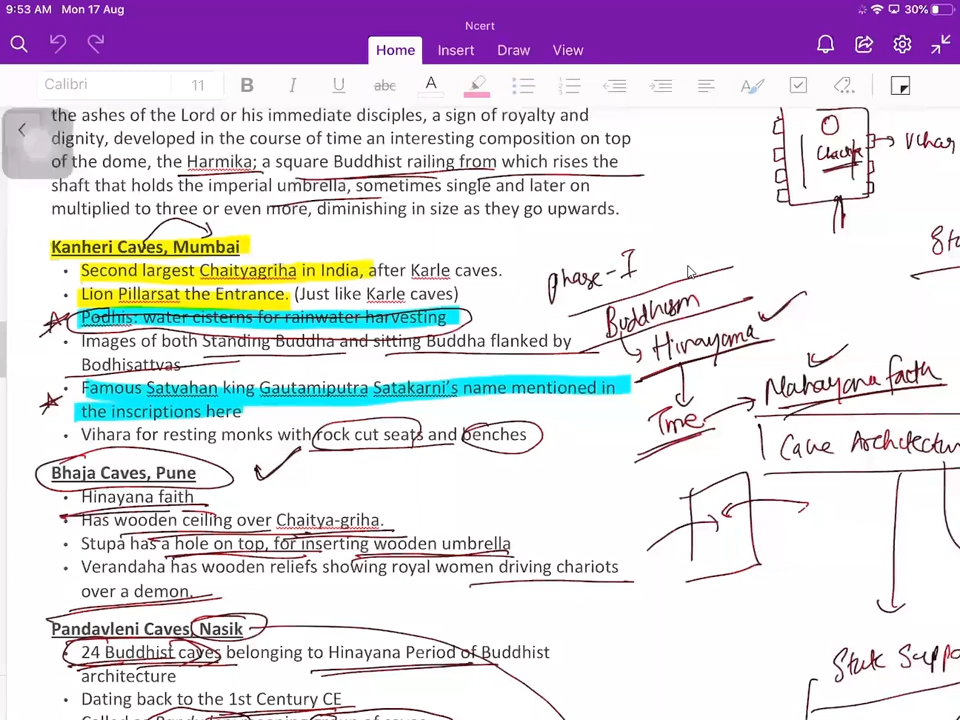 9:53 AM Mon 17 Aug
30%
Ncert
Home Insert Draw View
Calibri 11 B I U abc A
the ashes of the Lord or his immediate disciples, a sign of royalty and
dignity, developed in the course of time an interesting composition on top
of the dome, the Harmika; a square Buddhist railing from which rises the
shaft that holds the imperial umbrella, sometimes single and later on
multiplied to three or even more, diminishing in size as they go upwards.
Kanheri Caves, Mumbai
• Second largest Chaityagriha in India, after Karle caves.
• Lion Pillarsat the Entrance. (Just like Karle caves)
• Podhis: water cisterns for rainwater harvesting
• Images of both Standing Buddha and sitting Buddha flanked by
Bodhisattvas
• Famous Satvahan king Gautamiputra Satakarni's name mentioned in
the inscriptions here
• Vihara for resting monks with rock cut seats and benches
Bhaja Caves, Pune
• Hinayana faith
• Has wooden ceiling over Chaitya-griha.
• Stupa has a hole on top, for inserting wooden umbrella
• Verandaha has wooden reliefs showing royal women driving chariots
over a demon.
Pandavleni Caves, Nasik
• 24 Buddhist caves belonging to Hinayana Period of Buddhist
architecture
• Dating back to the 1st Century CE
phase-I
Buddhism
Hinayana
Time
Mahayana faith
Cave Architectu
State Suppo